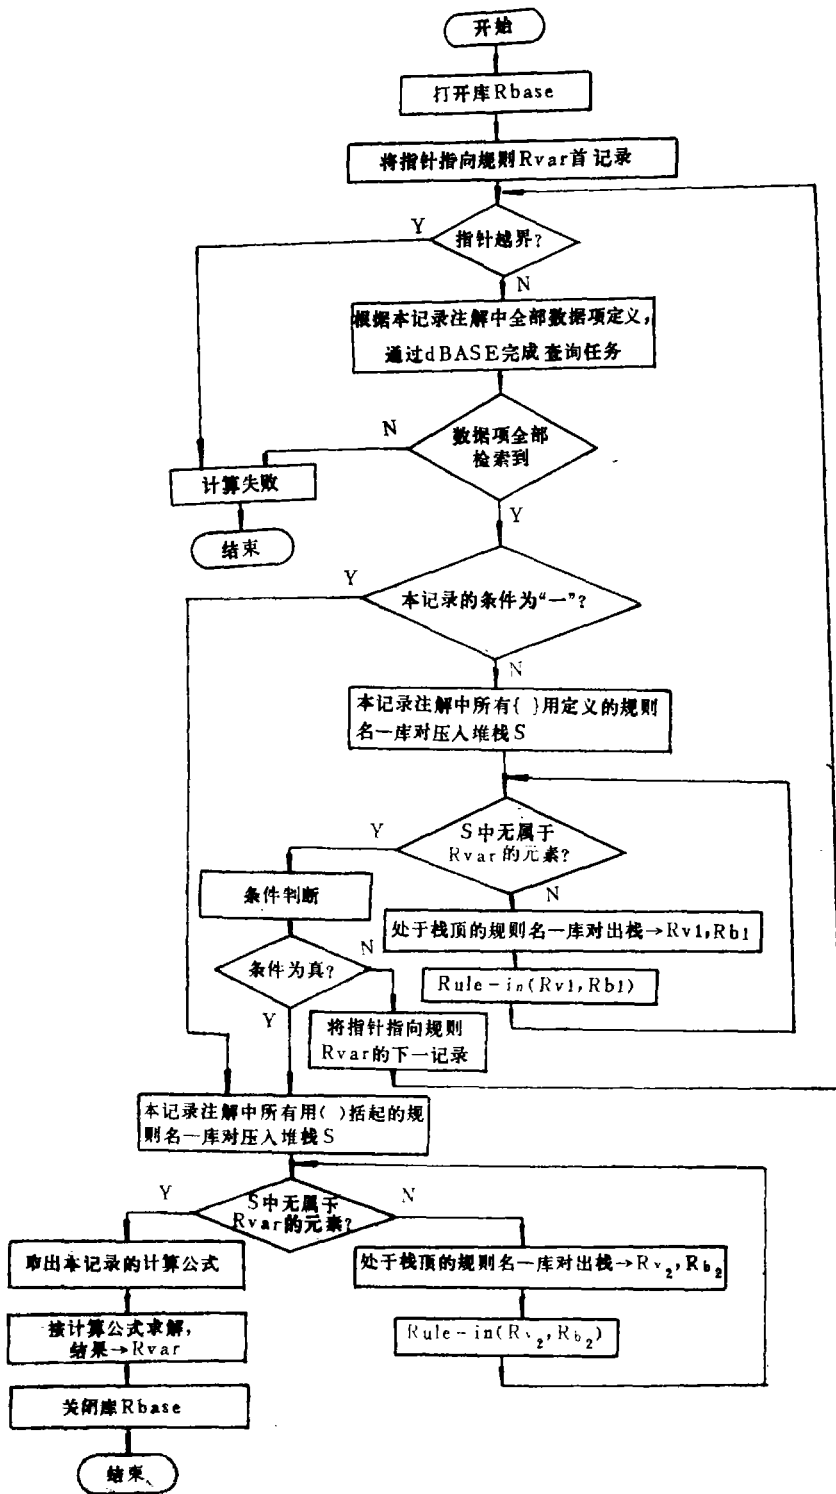 开始
打开库Rbase
将指针指向规则Rvar首记录
Y
指针越界?
N
根据本记录注解中全部数据项定义,
通过dBASE完成查询任务
N
数据项全部
检索到
计算失败
Y
结束
Y
本记录的条件为“一”?
N
本记录注解中所有{ }用定义的规则
名一库对压入堆栈S
Y
S中无属于
Rvar的元素?
N
条件判断
处于栈顶的规则名一库对出栈→Rv1,Rb1
N
条件为真?
Rule-in(Rv1,Rb1)
Y
将指针指向规则
Rvar的下一记录
本记录注解中所有用( )括起的规
则名一库对压入堆栈S
Y
N
S中无属于
Rvar的元素?
取出本记录的计算公式
处于栈顶的规则名一库对出栈→Rv2,Rb2
按计算公式求解,
结果→Rvar
Rule-in(Rv2,Rb2)
关闭库Rbase
结束